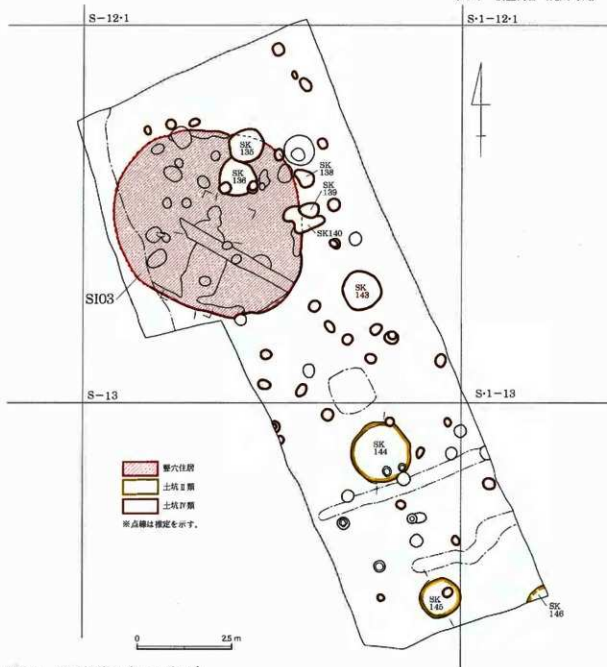 S-12・1
S・1-12・1
SK
135
SK
136
SK
138
SK
139
SK140
SK
143
SI03
S-13
S・1-13
SK
144
竪穴住居
土坑Ⅱ類
土坑Ⅳ類
※点線は推定を示す。
SK
145
SK
146
0
2.5 m